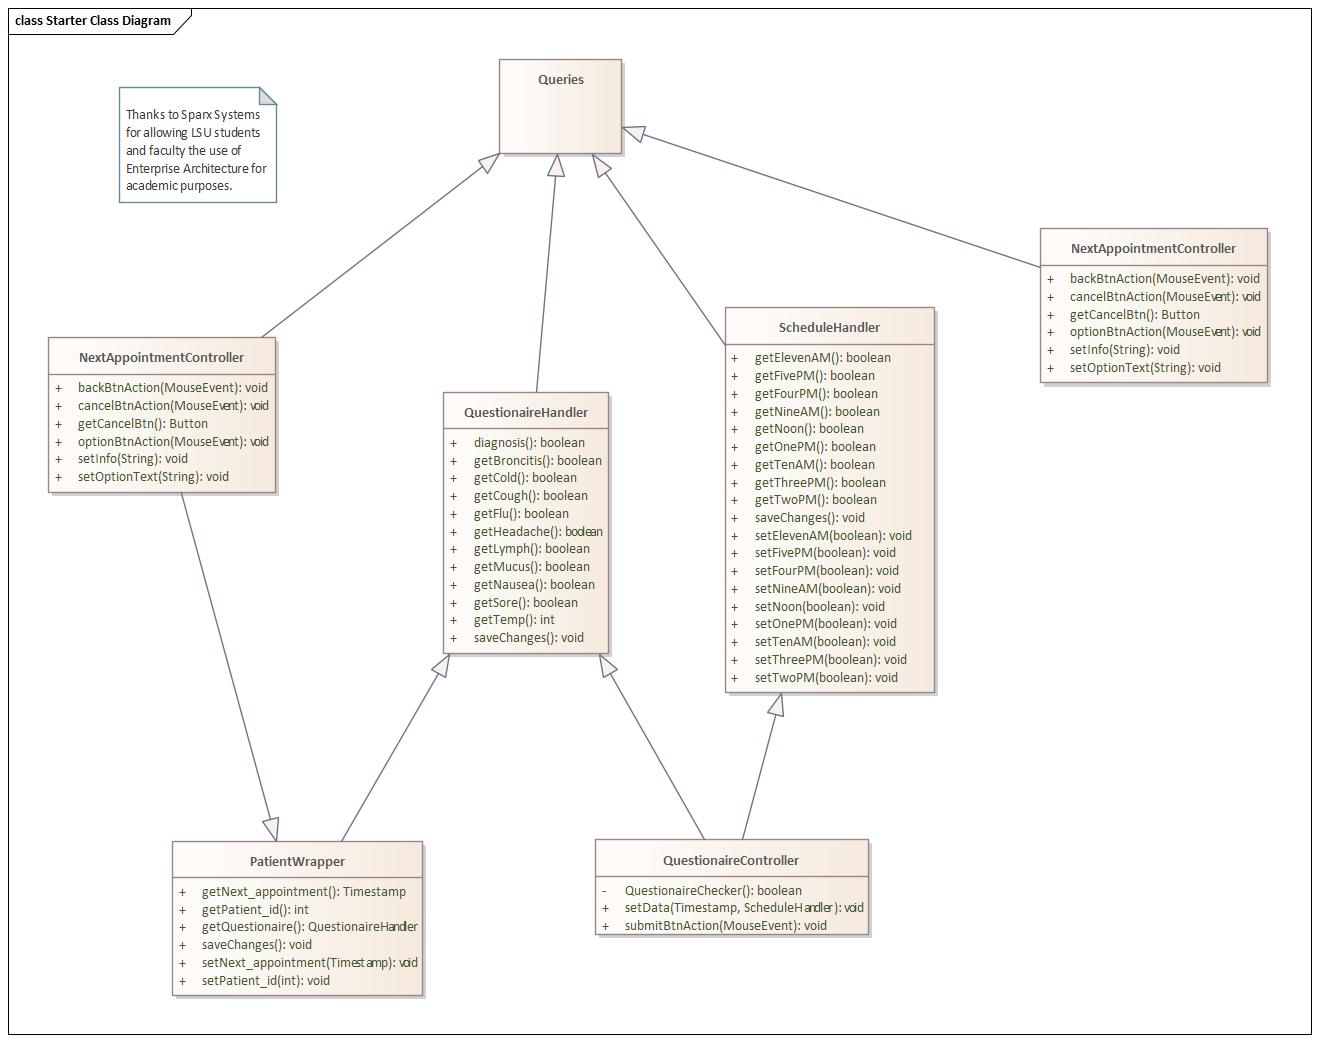 class Starter Class Diagram
Thanks to Sparx Systems
for allowing LSU students
and faculty the use of
Enterprise Architecture for
academic purposes.
Queries
NextAppointmentController
+ backBtnAction(MouseEvent): void
+ cancelBtnAction(MouseEvent): void
+ getCancelBtn(): Button
+ optionBtnAction(MouseEvent): void
+ setInfo(String): void
+ setOptionText(String): void
QuestionaireHandler
+ diagnosis(): boolean
+ getBroncitis(): boolean
+ getCold(): boolean
+ getCough(): boolean
+ getFlu(): boolean
+ getHeadache(): boolean
+ getLymph(): boolean
+ getMucus(): boolean
+ getNausea(): boolean
+ getSore(): boolean
+ getTemp(): int
+ saveChanges(): void
ScheduleHandler
+ getElevenAM(): boolean
+ getFivePM(): boolean
+ getFourPM(): boolean
+ getNineAM(): boolean
+ getNoon(): boolean
+ getOnePM(): boolean
+ getTenAM(): boolean
+ getThreePM(): boolean
+ getTwoPM(): boolean
+ saveChanges(): void
+ setElevenAM(boolean): void
+ setFivePM(boolean): void
+ setFourPM(boolean): void
+ setNineAM(boolean): void
+ setNoon(boolean): void
+ setOnePM(boolean): void
+ setTenAM(boolean): void
+ setThreePM(boolean): void
+ setTwoPM(boolean): void
NextAppointmentController
+ backBtnAction(MouseEvent): void
+ cancelBtnAction(MouseEvent): void
+ getCancelBtn(): Button
+ optionBtnAction(MouseEvent): void
+ setInfo(String): void
+ setOptionText(String): void
PatientWrapper
+ getNext_appointment(): Timestamp
+ getPatient_id(): int
+ getQuestionaire(): QuestionaireHandler
+ saveChanges(): void
+ setNext_appointment(Timestamp): void
+ setPatient_id(int): void
QuestionaireController
- QuestionaireChecker(): boolean
+ setData(Timestamp, ScheduleHandler): void
+ submitBtnAction(MouseEvent): void